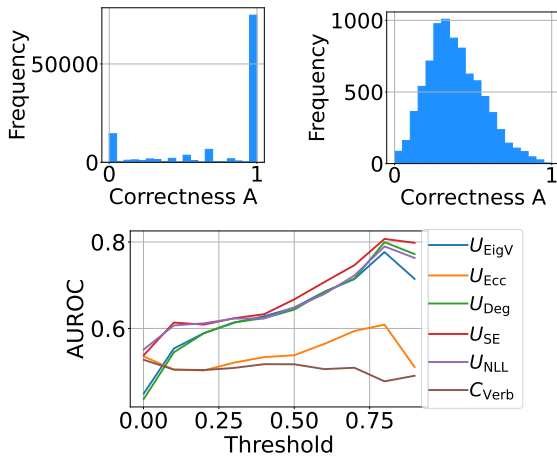 Frequency
50000
0
0
1
Correctness A
Frequency
1000
500
0
0
1
Correctness A
AUROC
0.8
0.6
0.00
0.25
0.50
0.75
Threshold
U_EigV
U_Ecc
U_Deg
U_SE
U_NLL
C_Verb